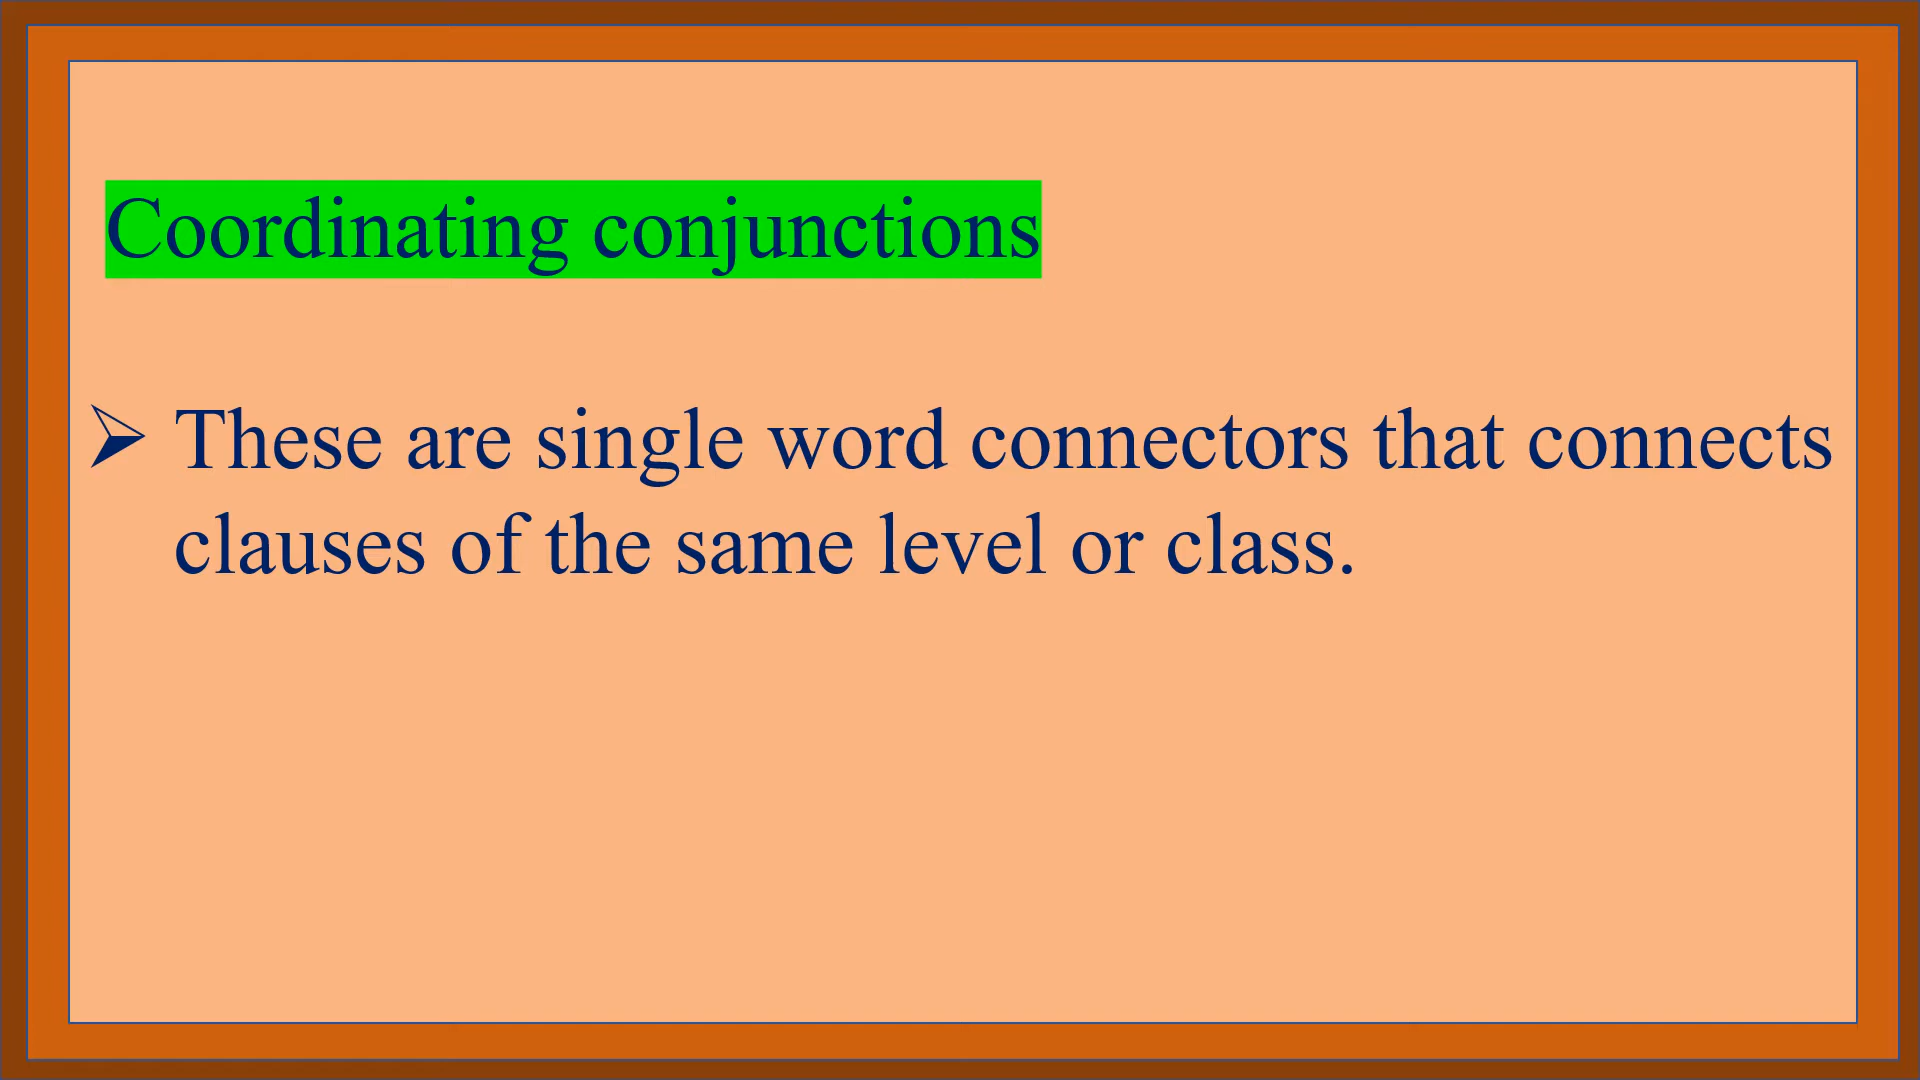 Coordinating conjunctions
➢ These are single word connectors that connects
clauses of the same level or class.